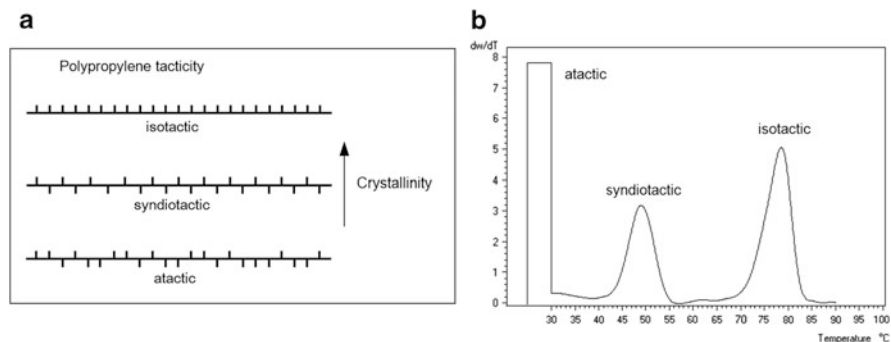 a
Polypropylene tacticity
isotactic
syndiotactic
atactic
Crystallinity
b
dw/dT
8
7
6
5
4
3
2
1
0
atactic
syndiotactic
isotactic
30 35 40 45 50 55 60 65 70 75 80 85 90 95 100
Temperature °C